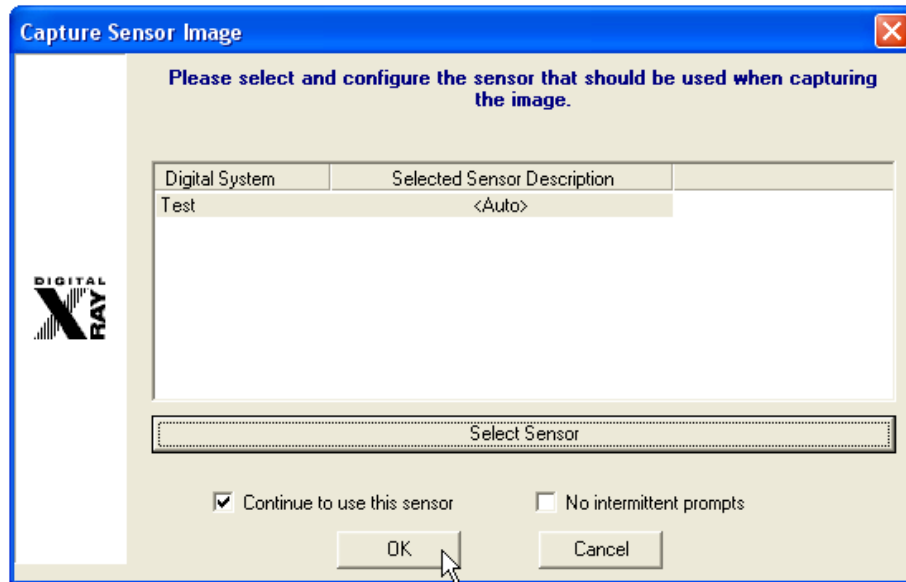 Capture Sensor Image
Please select and configure the sensor that should be used when capturing
the image.
Digital System Selected Sensor Description
Test <Auto>
DIGITAL
X RAY
Select Sensor
Continue to use this sensor No intermittent prompts
OK Cancel